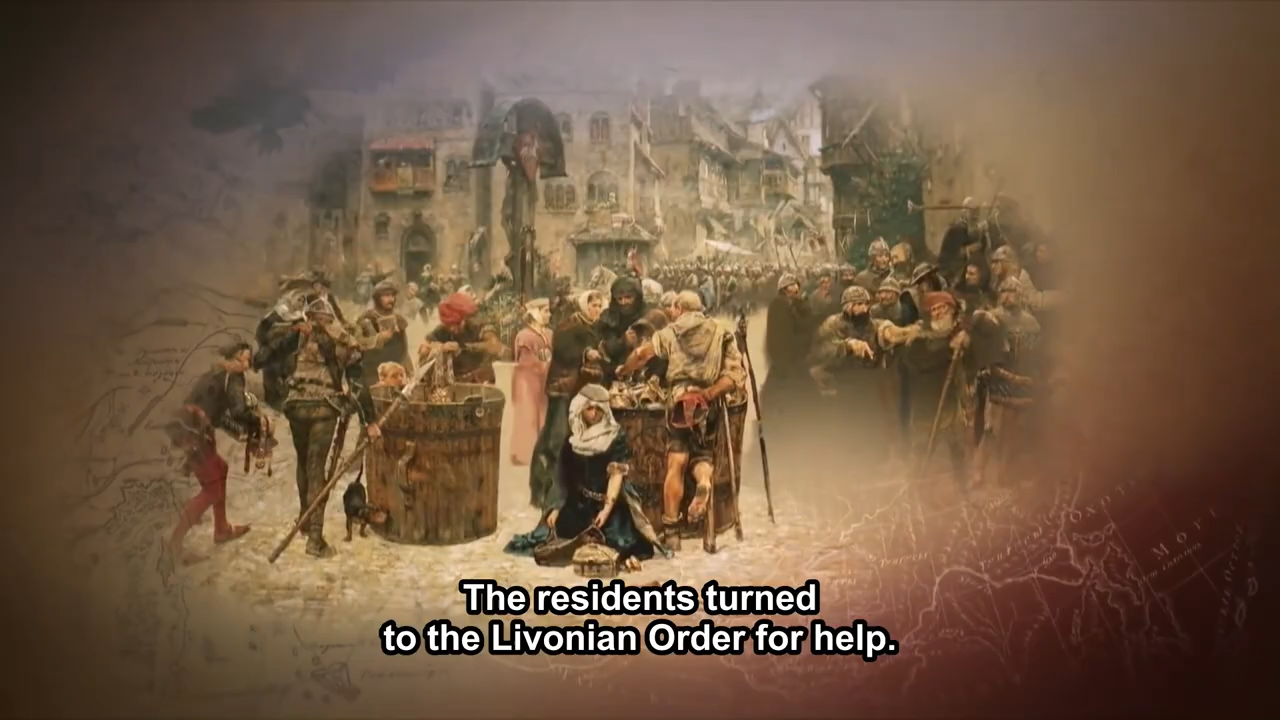 The residents turned
to the Livonian Order for help.